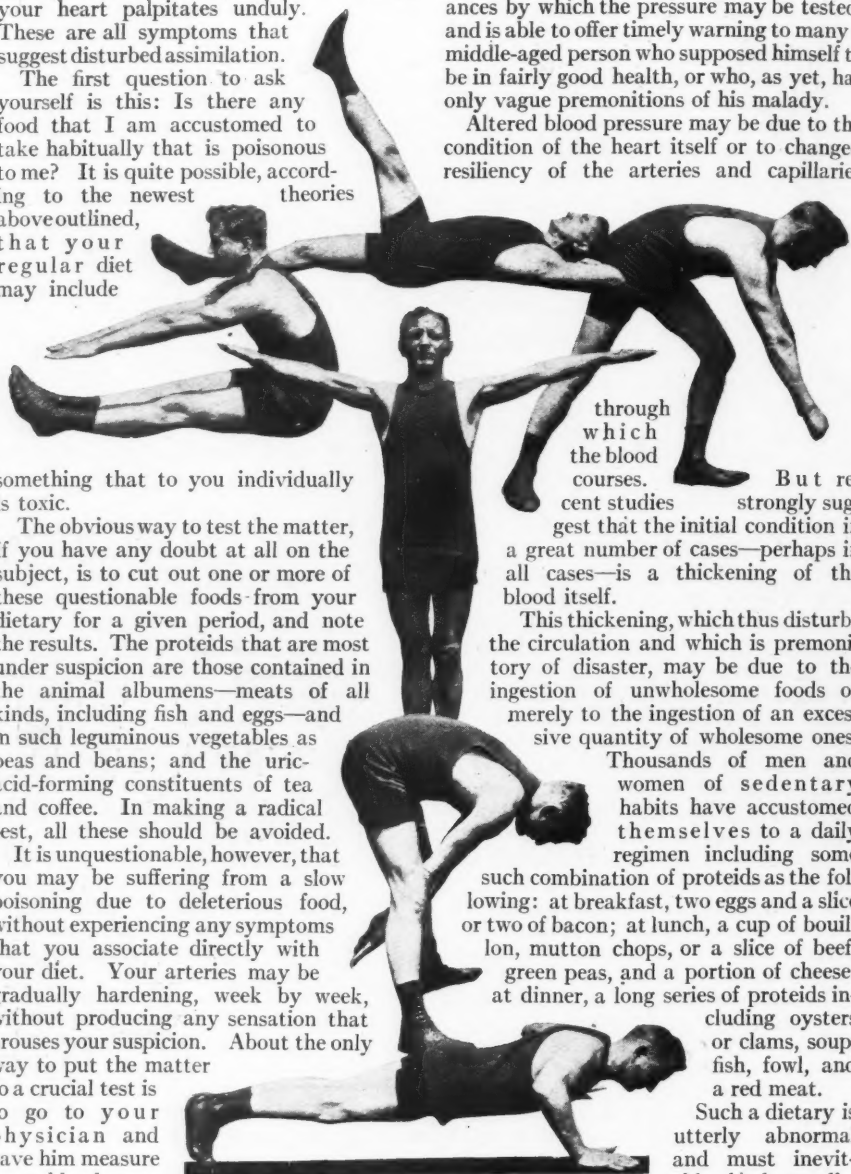 your heart palpitates unduly.
These are all symptoms that
suggest disturbed assimilation.
The first question to ask
yourself is this: Is there any
food that I am accustomed to
take habitually that is poisonous
to me? It is quite possible, accord-
ing to the newest theories
above outlined,
that your
regular diet
may include
something that to you individually
is toxic.
The obvious way to test the matter,
if you have any doubt at all on the
subject, is to cut out one or more of
these questionable foods from your
dietary for a given period, and note
the results. The proteids that are most
under suspicion are those contained in
the animal albumens—meats of all
kinds, including fish and eggs—and
in such leguminous vegetables as
peas and beans; and the uric-
acid-forming constituents of tea
and coffee. In making a radical
test, all these should be avoided.
It is unquestionable, however, that
you may be suffering from a slow
poisoning due to deleterious food,
without experiencing any symptoms
that you associate directly with
your diet. Your arteries may be
gradually hardening, week by week,
without producing any sensation that
arouses your suspicion. About the only
way to put the matter
to a crucial test is
to go to your
physician and
have him measure
ances by which the pressure may be tested
and is able to offer timely warning to many
middle-aged person who supposed himself t
be in fairly good health, or who, as yet, ha
only vague premonitions of his malady.
Altered blood pressure may be due to th
condition of the heart itself or to change
resiliency of the arteries and capillarie
through
which
the blood
courses. But re
cent studies strongly sug
gest that the initial condition i
a great number of cases—perhaps i
all cases—is a thickening of th
blood itself.
This thickening, which thus disturb
the circulation and which is premoni
tory of disaster, may be due to th
ingestion of unwholesome foods o
merely to the ingestion of an exces
sive quantity of wholesome ones
Thousands of men and
women of sedentary
habits have accustomed
themselves to a daily
regimen including some
such combination of proteids as the fol
lowing: at breakfast, two eggs and a slice
or two of bacon; at lunch, a cup of bouil
lon, mutton chops, or a slice of beef
green peas, and a portion of cheese
at dinner, a long series of proteids in
cluding oysters
or clams, soup
fish, fowl, and
a red meat.
Such a dietary is
utterly abnorma
and must inevit-